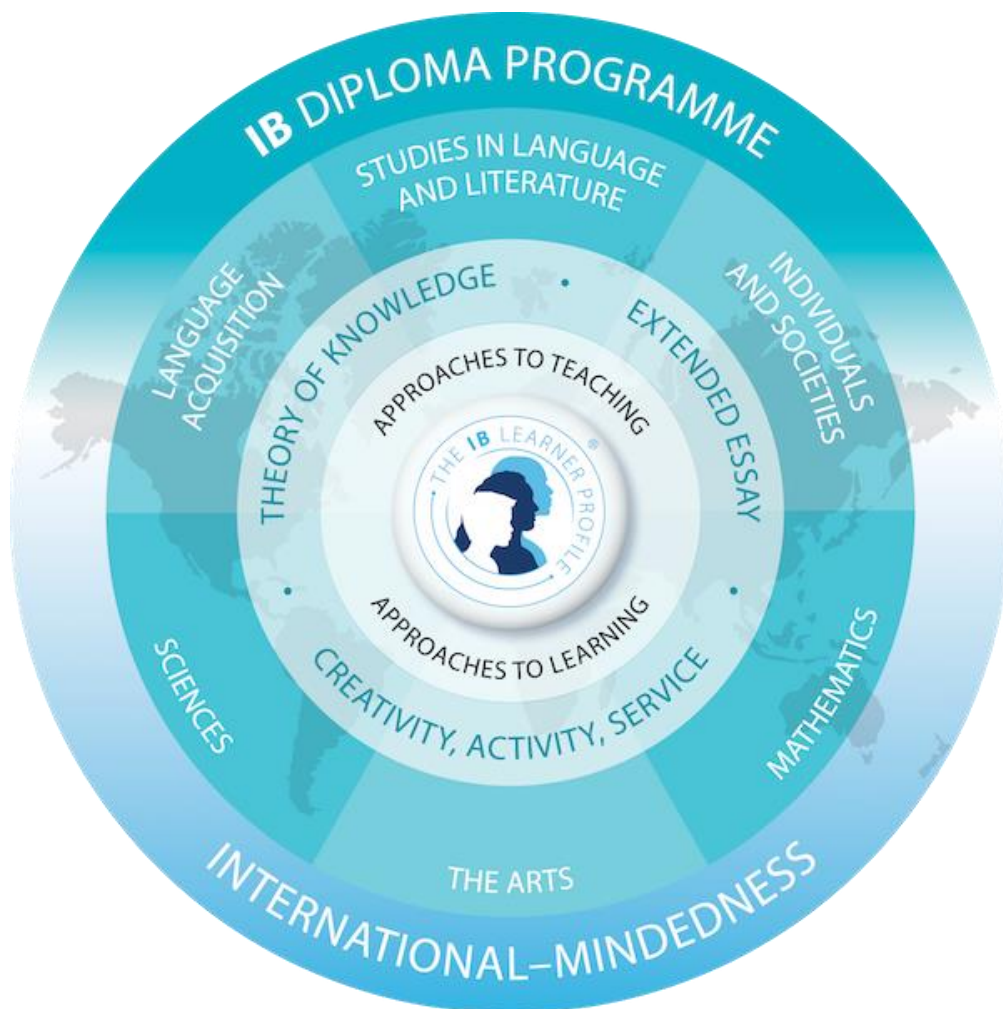 IB DIPLOMA PROGRAMME
STUDIES IN LANGUAGE
AND LITERATURE
LANGUAGE
ACQUISITION
INDIVIDUALS
AND SOCIETIES
THEORY OF KNOWLEDGE
•
EXTENDED ESSAY
•
•
APPROACHES TO TEACHING
THE IB LEARNER PROFILE®
APPROACHES TO LEARNING
CREATIVITY, ACTIVITY, SERVICE
SCIENCES
MATHEMATICS
THE ARTS
INTERNATIONAL–MINDEDNESS